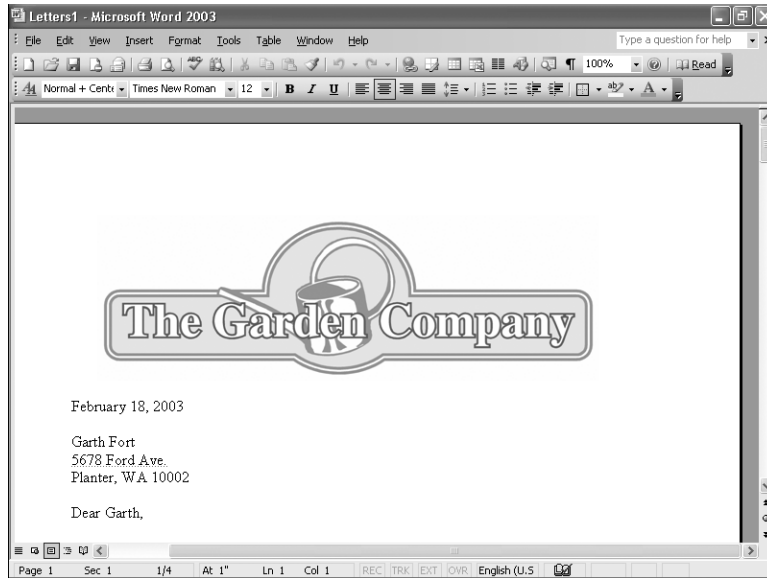 Letters1 - Microsoft Word 2003
File Edit View Insert Format Tools Table Window Help Type a question for help
100% Read
Normal + Cente Times New Roman 12 B I U
The Garden Company
February 18, 2003
Garth Fort
5678 Ford Ave.
Planter, WA 10002
Dear Garth,
Page 1 Sec 1 1/4 At 1" Ln 1 Col 1 REC TRK EXT OVR English (U.S